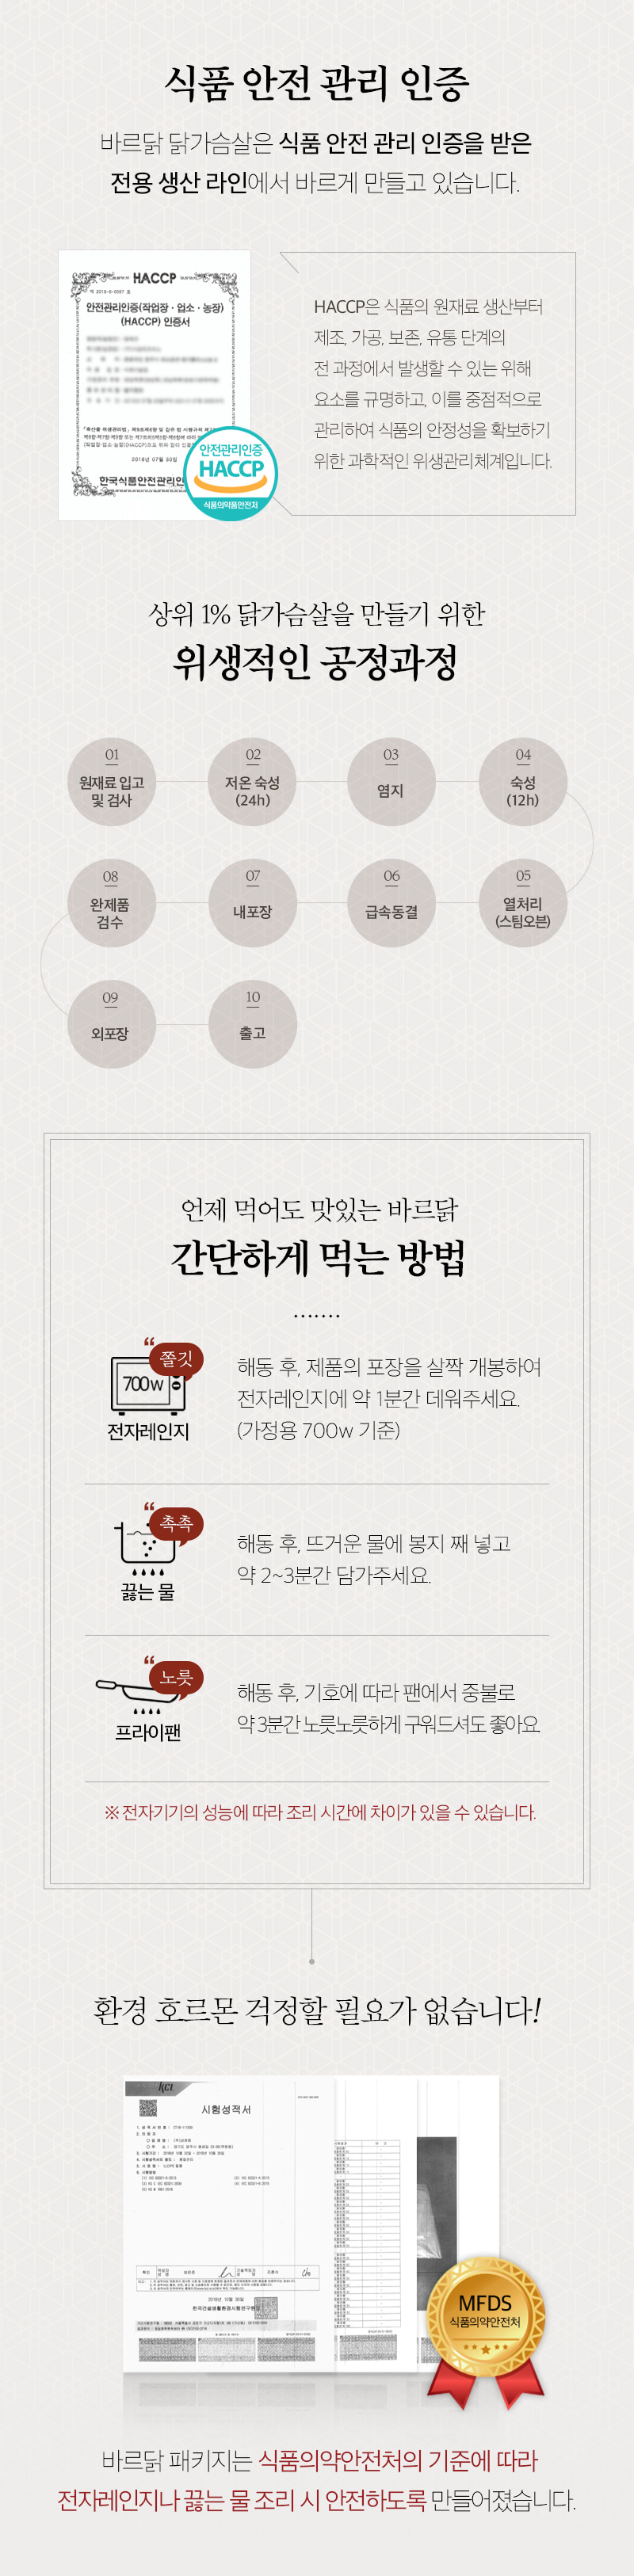 식품 안전 관리 인증
바르닭 닭가슴살은 식품 안전 관리 인증을 받은
전용 생산 라인에서 바르게 만들고 있습니다.
HACCP
안전관리인증(작업장 · 업소 · 농장)
(HACCP) 인증서
2018년 07월 30일
한국식품안전관리인
안전관리인증
HACCP
식품의약품안전처
HACCP은 식품의 원재료 생산부터
제조, 가공, 보존, 유통 단계의
전 과정에서 발생할 수 있는 위해
요소를 규명하고, 이를 중점적으로
관리하여 식품의 안정성을 확보하기
위한 과학적인 위생관리체계입니다.
상위 1% 닭가슴살을 만들기 위한
위생적인 공정과정
01
원재료 입고
및 검사
02
저온 숙성
(24h)
03
염지
04
숙성
(12h)
05
열처리
(스팀오븐)
06
급속동결
07
내포장
08
완제품
검수
09
외포장
10
출고
언제 먹어도 맛있는 바르닭
간단하게 먹는 방법
쫄깃
700w
전자레인지
해동 후, 제품의 포장을 살짝 개봉하여
전자레인지에 약 1분간 데워주세요.
(가정용 700w 기준)
촉촉
끓는 물
해동 후, 뜨거운 물에 봉지 째 넣고
약 2~3분간 담가주세요.
노릇
프라이팬
해동 후, 기호에 따라 팬에서 중불로
약 3분간 노릇노릇하게 구워드셔도 좋아요.
※ 전자기기의 성능에 따라 조리 시간에 차이가 있을 수 있습니다.
환경 호르몬 걱정할 필요가 없습니다!
시험성적서
MFDS
식품의약안전처
바르닭 패키지는 식품의약안전처의 기준에 따라
전자레인지나 끓는 물 조리 시 안전하도록 만들어졌습니다.